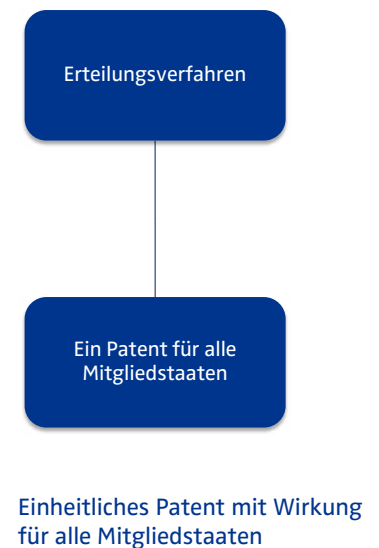 Erteilungsverfahren
Ein Patent für alle
Mitgliedstaaten
Einheitliches Patent mit Wirkung
für alle Mitgliedstaaten